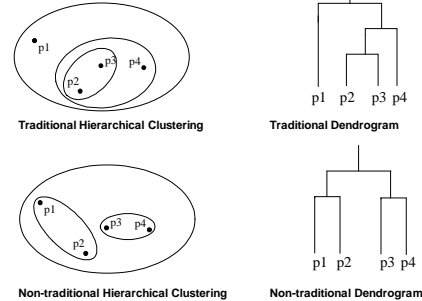 p1
p3
p4
p2
p1 p2 p3 p4
Traditional Hierarchical Clustering
Traditional Dendrogram
p1
p3
p4
p2
p1 p2 p3 p4
Non-traditional Hierarchical Clustering
Non-traditional Dendrogram